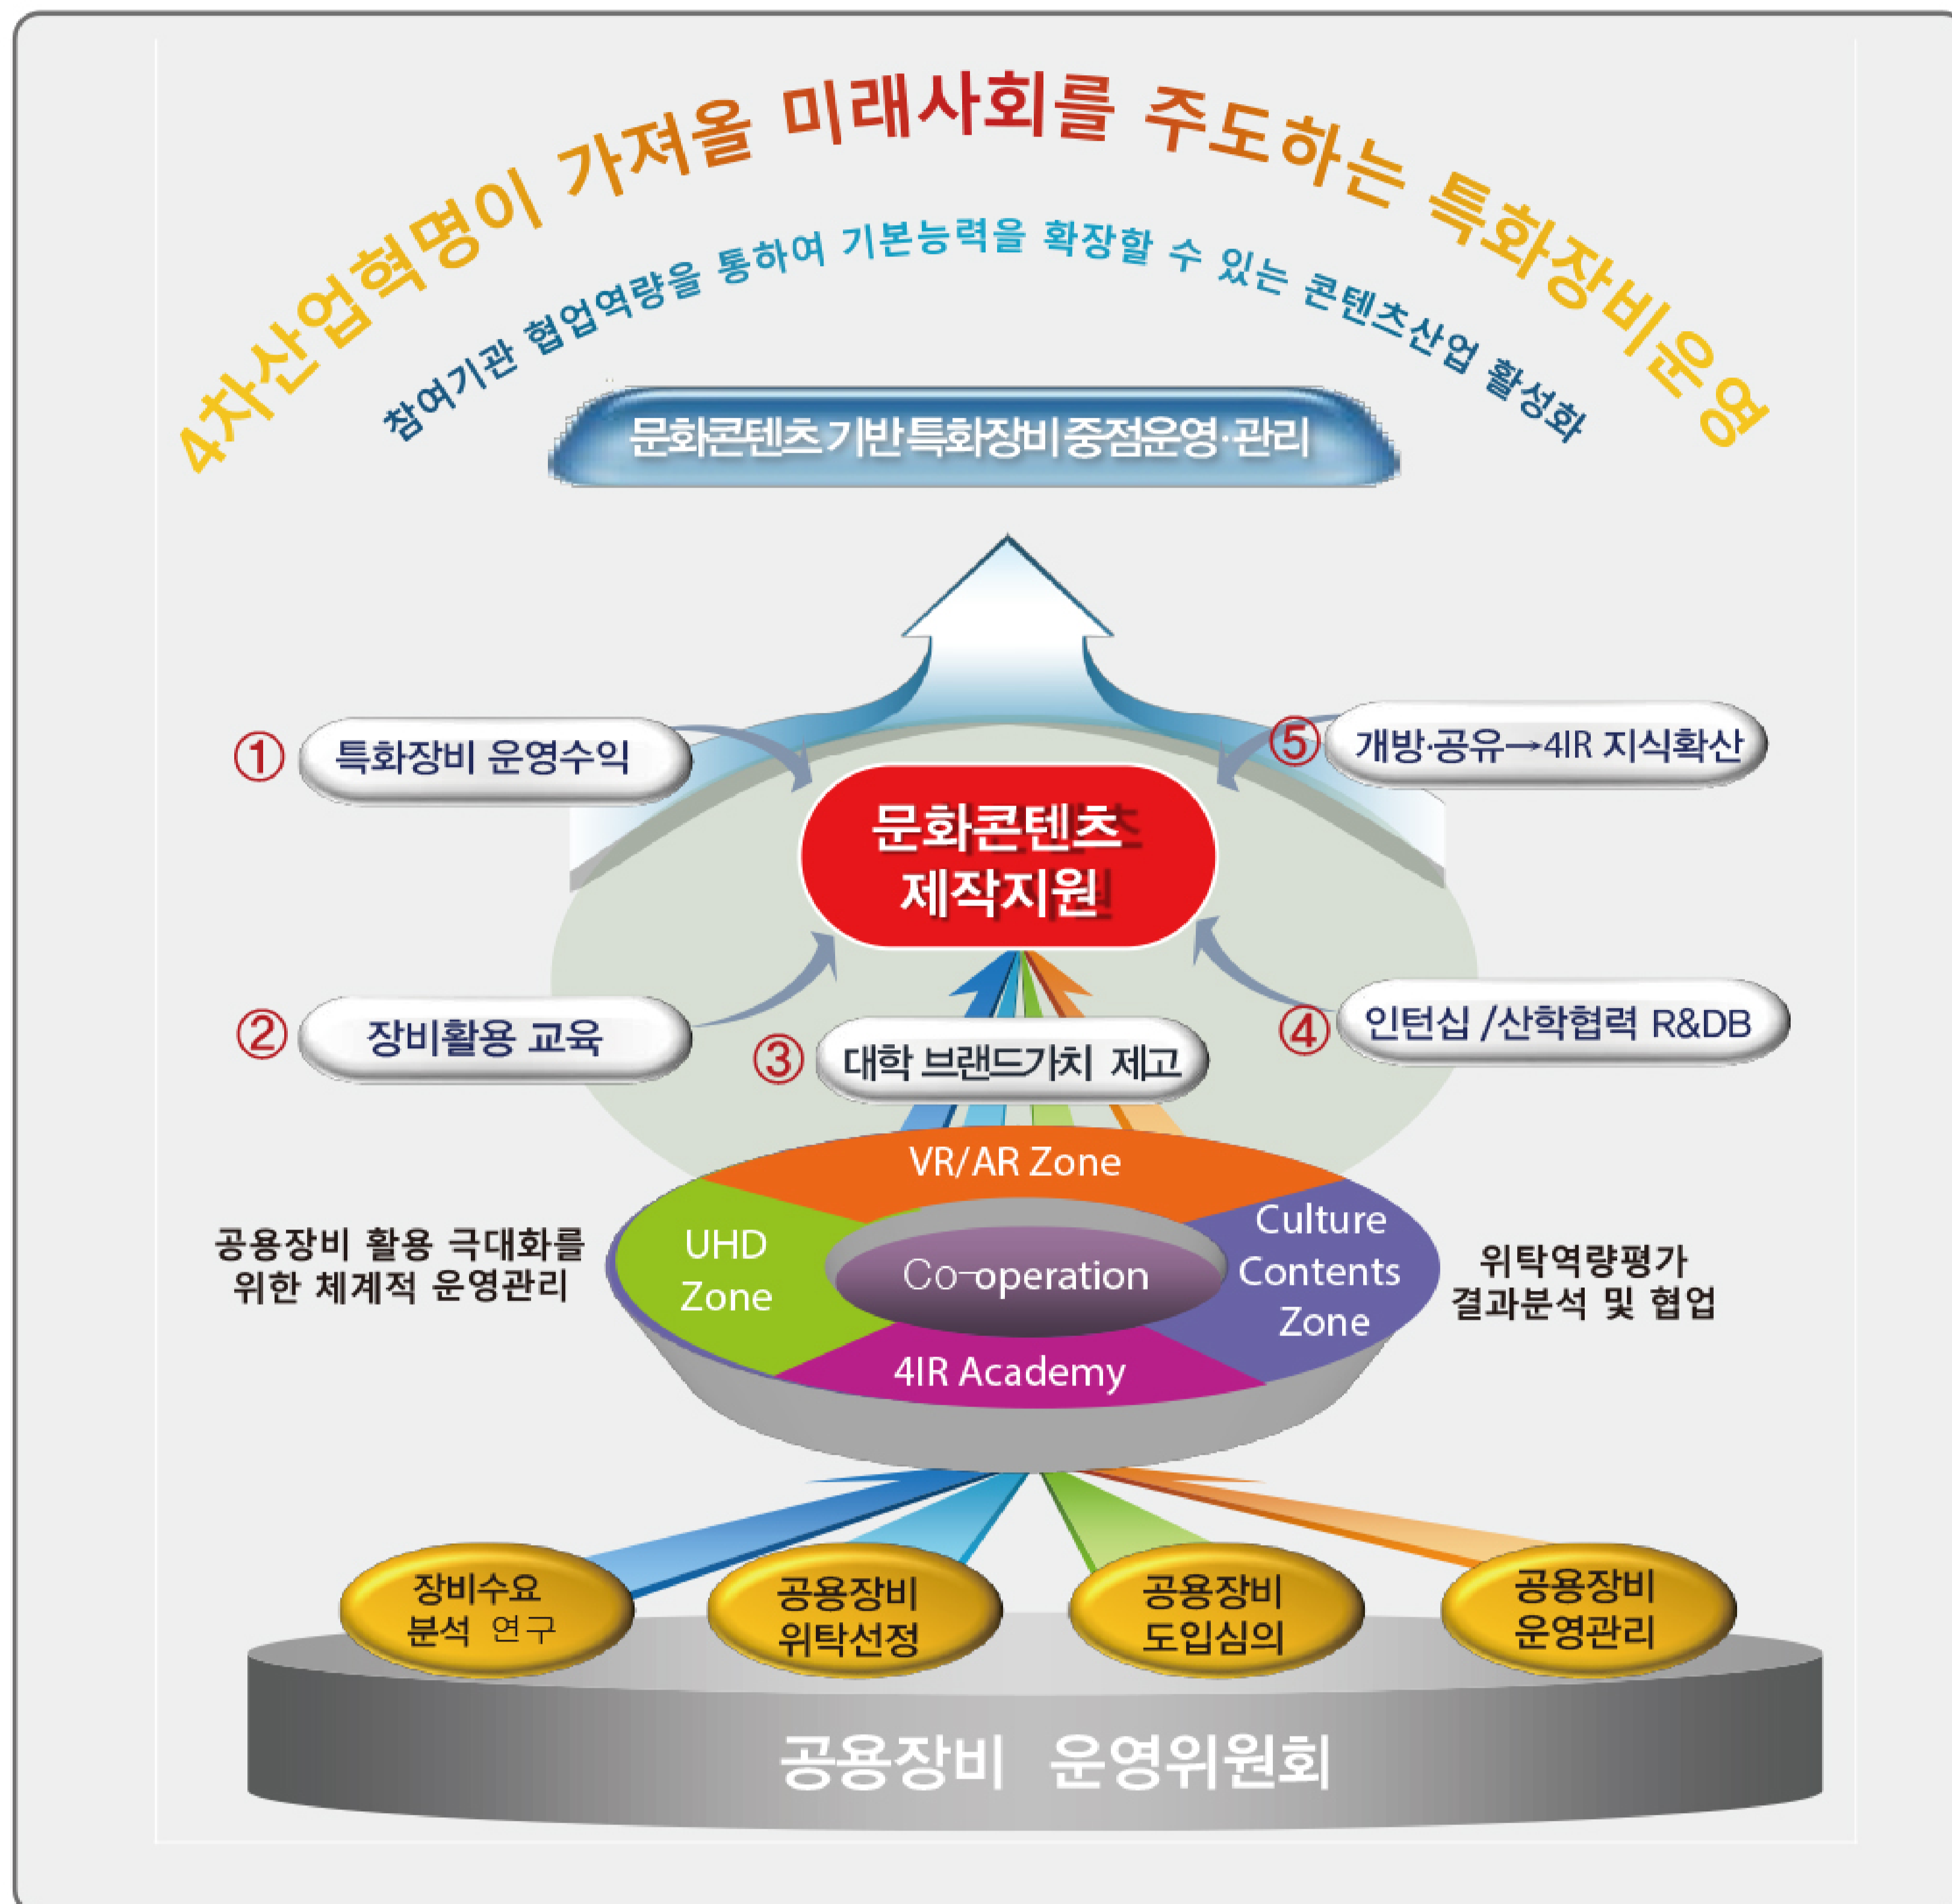 4차산업혁명이 가져올 미래사회를 주도하는 특화장비운영
참여기관 협업역량을 통하여 기본능력을 확장할 수 있는 콘텐츠산업 활성화
문화콘텐츠 기반 특화장비 중점운영·관리
① 특화장비 운영수익
⑤ 개방·공유→4IR 지식확산
문화콘텐츠
제작지원
② 장비활용 교육
③ 대학 브랜드가치 제고
④ 인턴십 /산학협력 R&DB
VR/AR Zone
공용장비 활용 극대화를
위한 체계적 운영관리
UHD
Zone
Co-operation
Culture
Contents
Zone
위탁역량평가
결과분석 및 협업
4IR Academy
장비수요
분석 연구
공용장비
위탁선정
공용장비
도입심의
공용장비
운영관리
공용장비 운영위원회